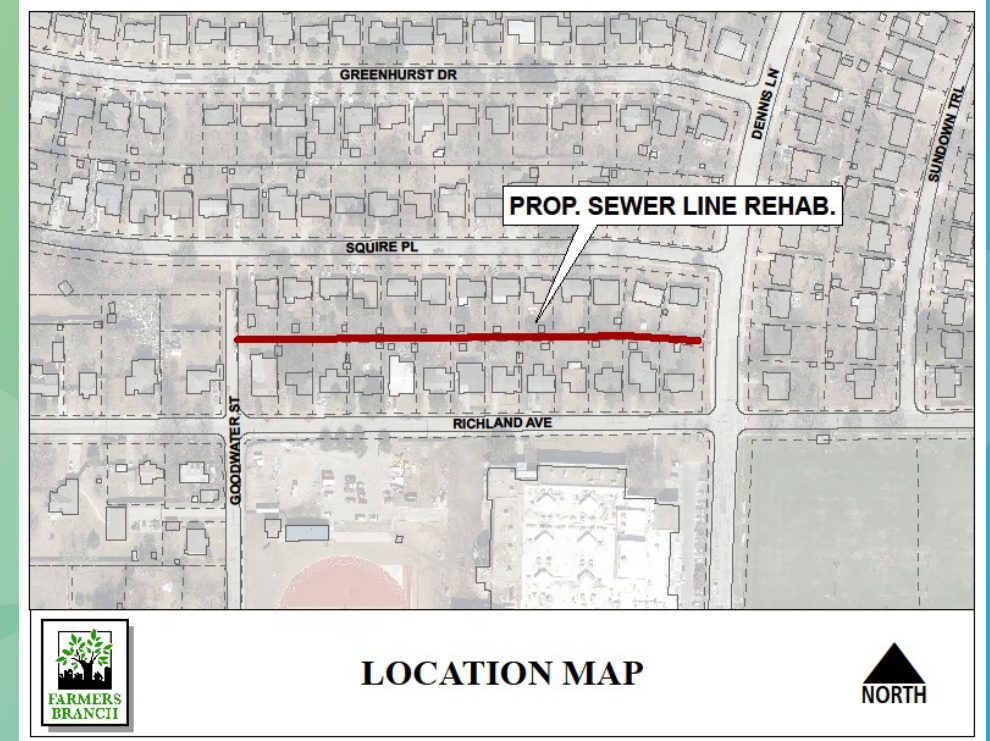 GREENHURST DR
DENNIS LN
SUNDOWN TRL
PROP. SEWER LINE REHAB.
SQUIRE PL
RICHLAND AVE
GOODWATER ST
FARMERS
BRANCH
LOCATION MAP
NORTH